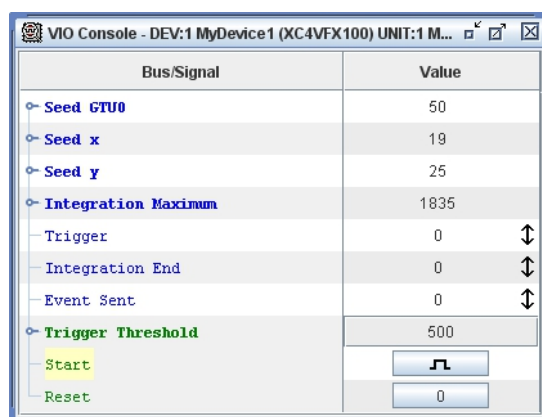 VIO Console - DEV:1 MyDevice1 (XC4VFX100) UNIT:1 M...
Bus/Signal Value
Seed GTU0 50
Seed x 19
Seed y 25
Integration Maximum 1835
Trigger 0
Integration End 0
Event Sent 0
Trigger Threshold 500
Start
Reset 0